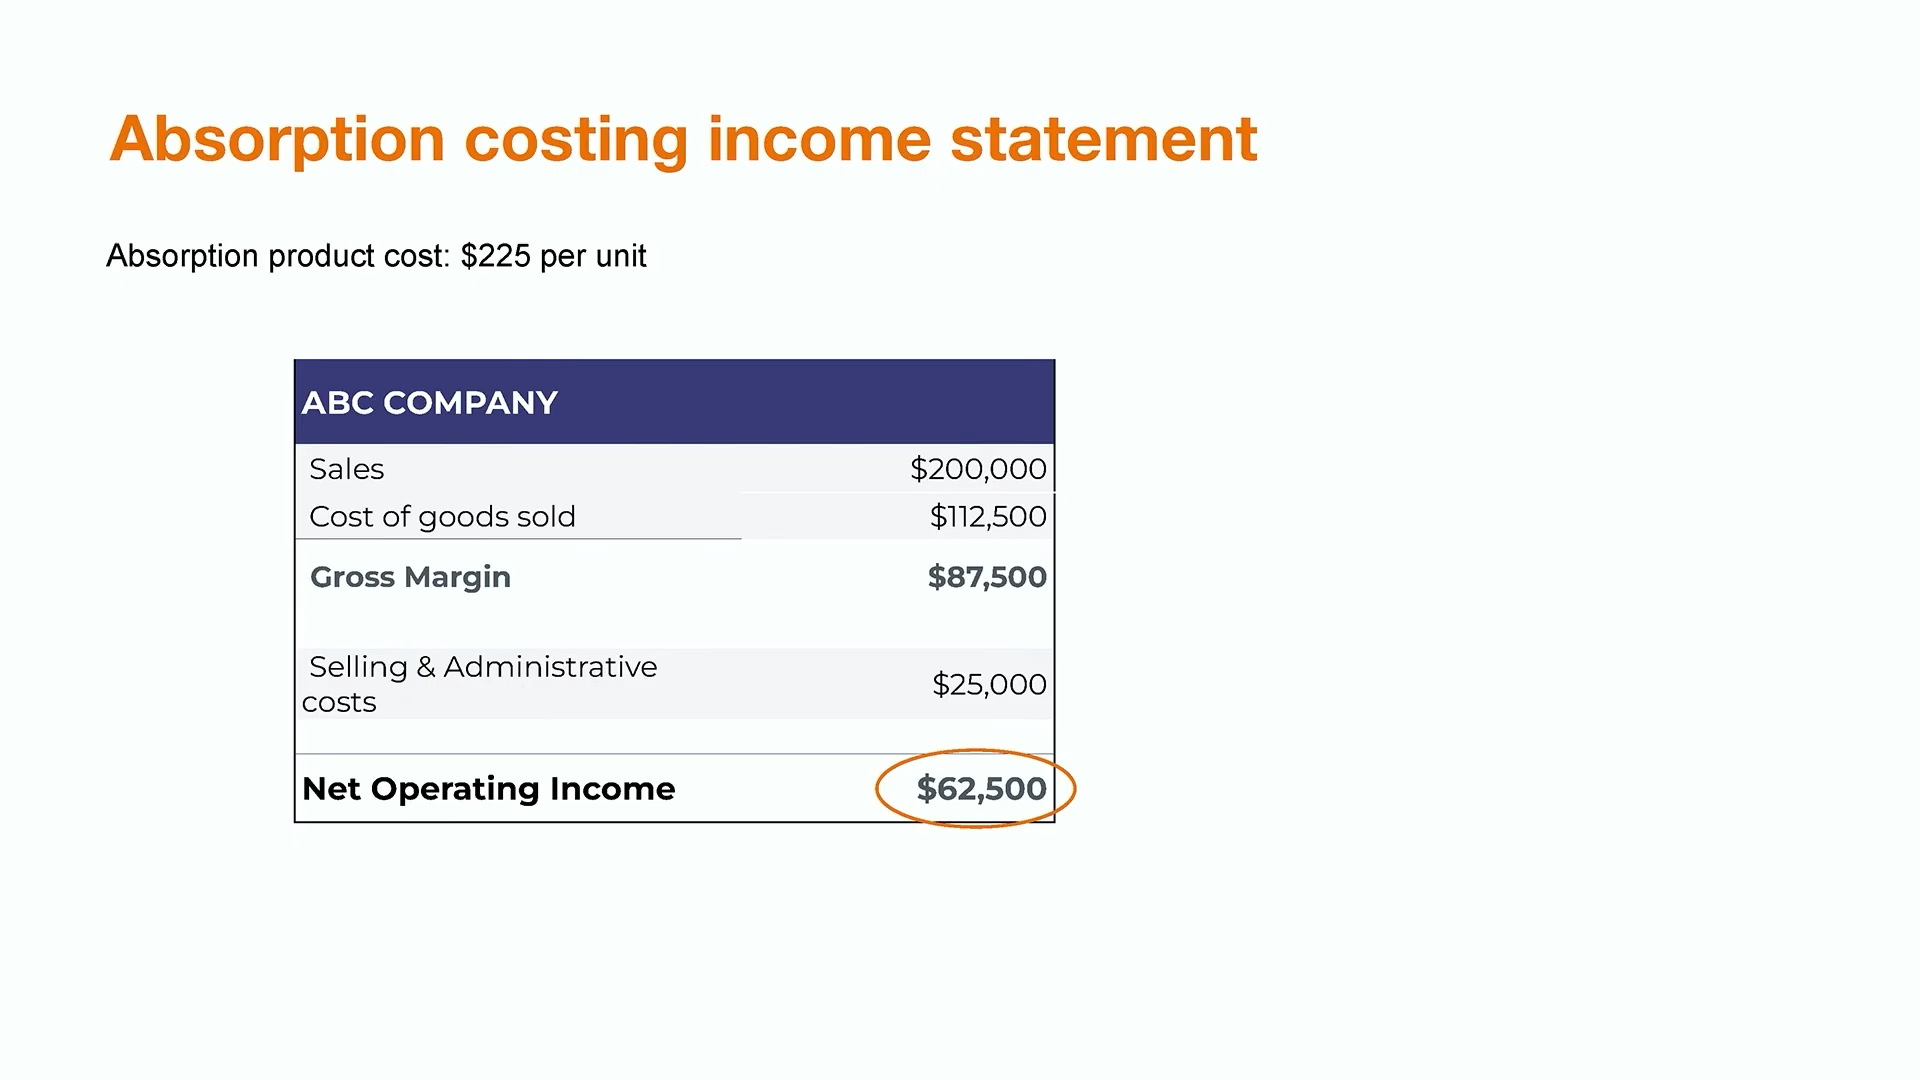 Absorption costing income statement
Absorption product cost: $225 per unit
ABC COMPANY
Sales $200,000
Cost of goods sold $112,500
Gross Margin $87,500
Selling & Administrative
costs $25,000
Net Operating Income $62,500